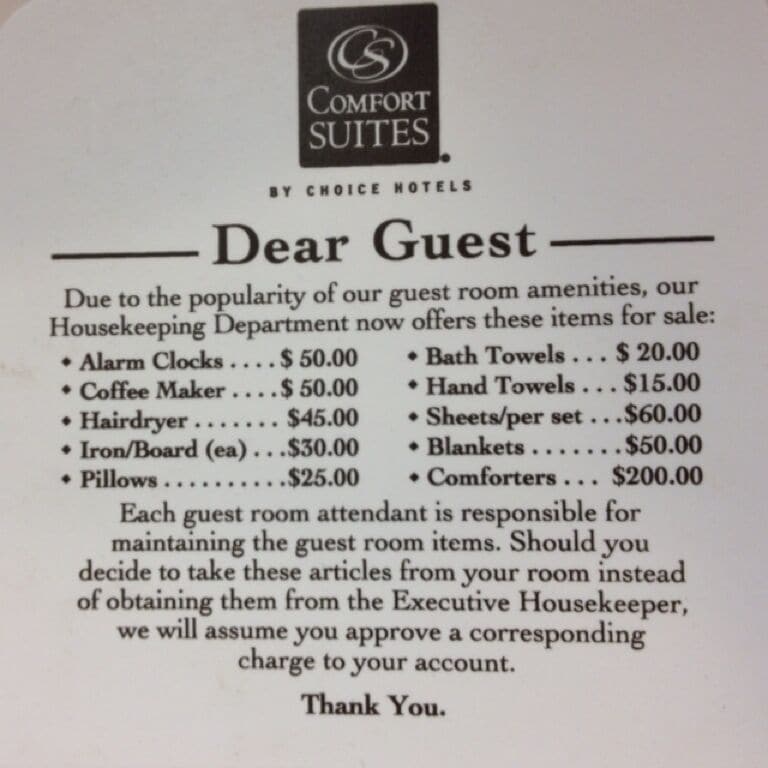 CS
COMFORT
SUITES
BY CHOICE HOTELS
Dear Guest
Due to the popularity of our guest room amenities, our
Housekeeping Department now offers these items for sale:
• Alarm Clocks . . . . $ 50.00
• Coffee Maker . . . . $ 50.00
• Hairdryer . . . . . . . $45.00
• Iron/Board (ea) . . . $30.00
• Pillows . . . . . . . . . . $25.00
• Bath Towels . . . $ 20.00
• Hand Towels . . . $15.00
• Sheets/per set . . . $60.00
• Blankets . . . . . . . $50.00
• Comforters . . . $200.00
Each guest room attendant is responsible for
maintaining the guest room items. Should you
decide to take these articles from your room instead
of obtaining them from the Executive Housekeeper,
we will assume you approve a corresponding
charge to your account.
Thank You.